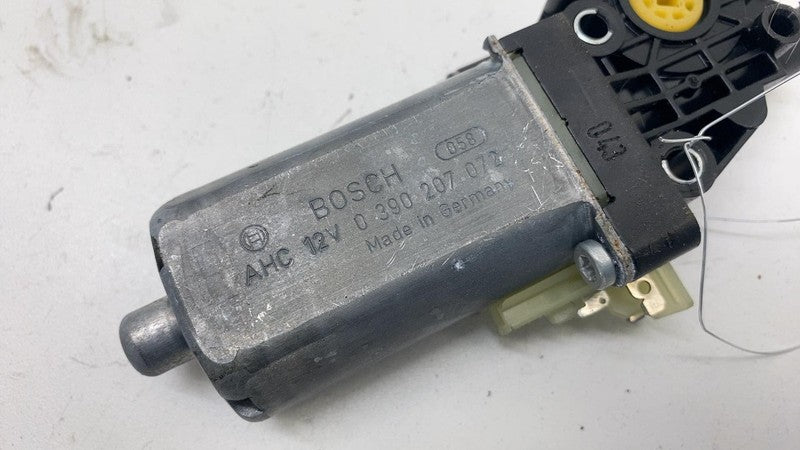 058
BOSCH
AHC 12V 0 390 207 072
Made in Germany
043